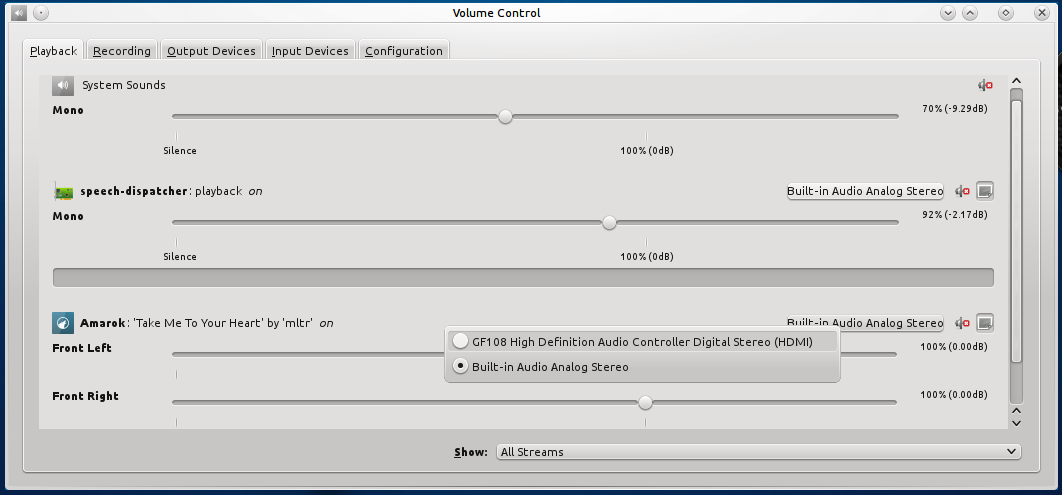 Volume Control
Playback Recording Output Devices Input Devices Configuration
System Sounds
Mono 70% (-9.29dB)
Silence 100% (0dB)
speech-dispatcher: playback on Built-in Audio Analog Stereo
Mono 92% (-2.17dB)
Silence 100% (0dB)
Amarok: 'Take Me To Your Heart' by 'mltr' on Built-in Audio Analog Stereo
GF108 High Definition Audio Controller Digital Stereo (HDMI)
Front Left 100% (0.00dB)
Built-in Audio Analog Stereo
Front Right 100% (0.00dB)
Show: All Streams